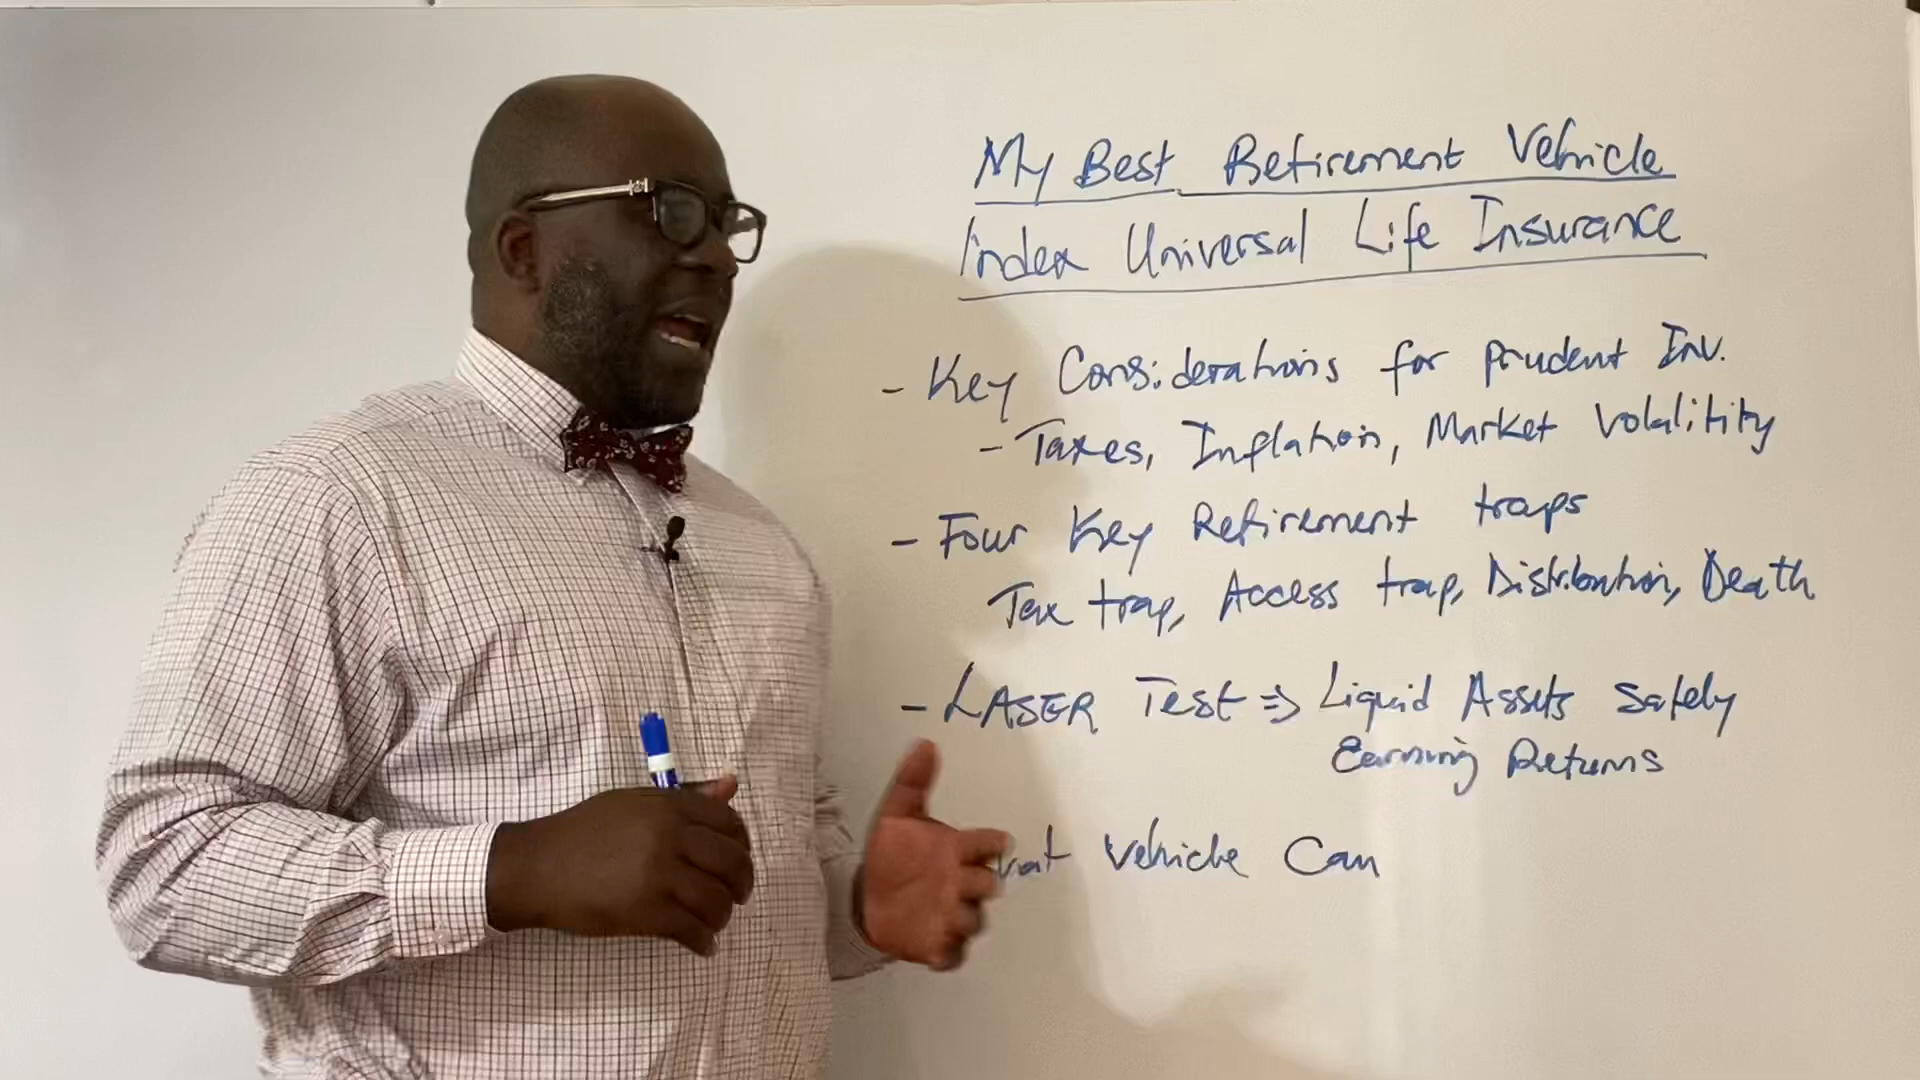 My Best Retirement Vehicle
Index Universal Life Insurance
- Key Considerations for prudent Inv.
- Taxes, Inflation, Market Volalitity
- Four Key Retirement traps
Tax trap, Access trap, Distribution, Death
- LASER Test => Liquid Assets Safely
Earning Returns
Vehicle Can